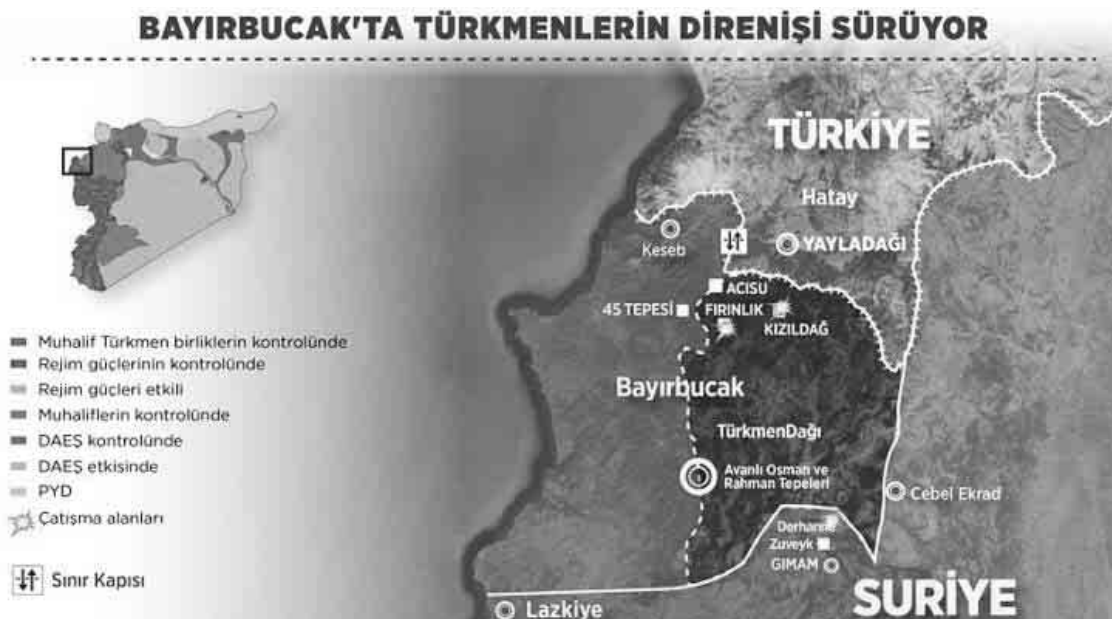 BAYIRBUCAK'TA TÜRKMENLERİN DİRENİŞİ SÜRÜYOR
TÜRKİYE
Hatay
Keseb
YAYLADAĞI
ACISU
45 TEPESİ
FIRINLIK
KIZILDAĞ
Muhalif Türkmen birliklerin kontrolünde
Rejim güçlerinin kontrolünde
Rejim güçleri etkili
Muhaliflerin kontrolünde
DAEŞ kontrolünde
DAEŞ etkisinde
PYD
Çatışma alanları
Sınır Kapısı
Bayırbucak
TürkmenDağı
Avanlı Osman ve
Rahman Tepeleri
Cebel Ekrad
Derhanne
Zuveyk
GIMAM
SURİYE
Lazkiye